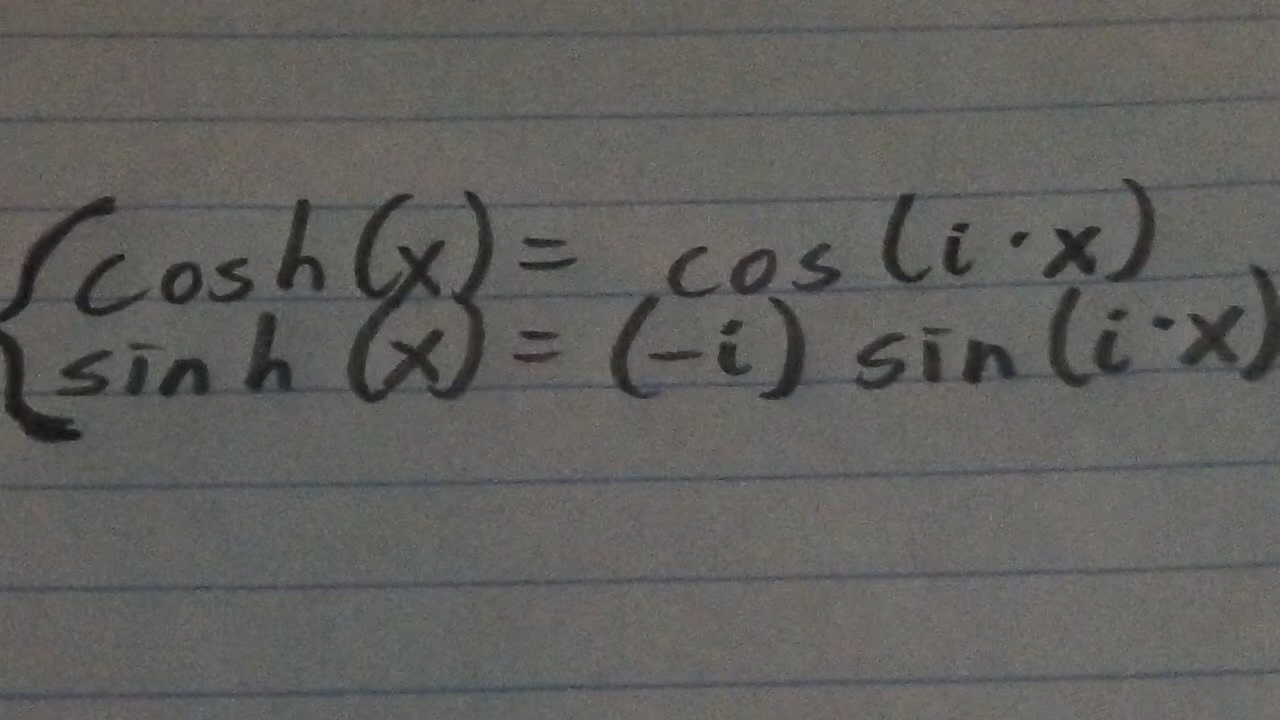 cosh(x) = cos(i·x)
sinh(x) = (-i) sin(i·x)